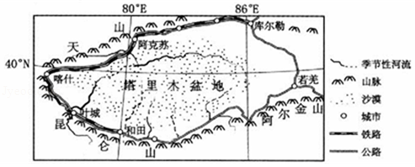 80°E
86°E
天
山
阿克苏
库尔勒
40°N
喀什
塔里木盆地
若羌
叶城
和田
昆
仑
山
阿尔金山
季节性河流
山脉
沙漠
城市
铁路
公路